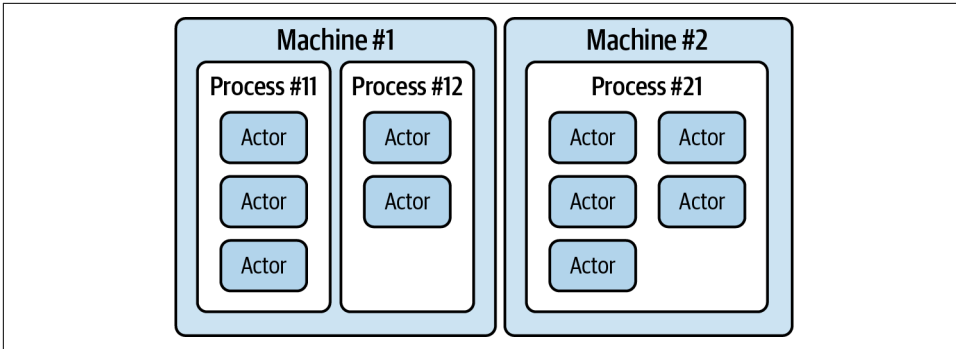 Machine #1
Process #11
Actor
Actor
Actor
Process #12
Actor
Actor
Machine #2
Process #21
Actor
Actor
Actor
Actor
Actor